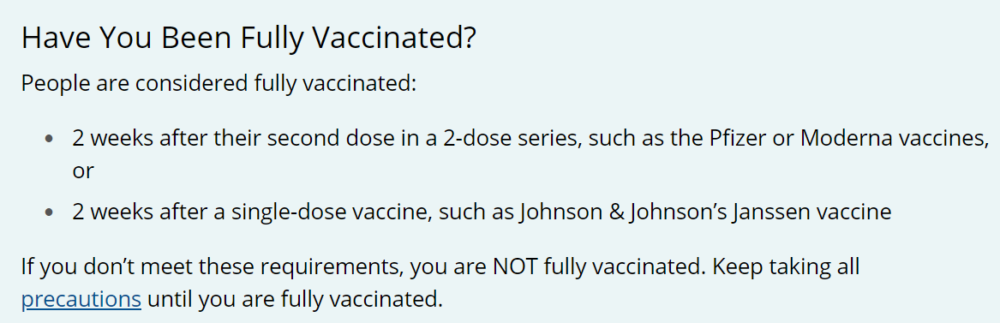 Have You Been Fully Vaccinated?
People are considered fully vaccinated:
• 2 weeks after their second dose in a 2-dose series, such as the Pfizer or Moderna vaccines,
or
• 2 weeks after a single-dose vaccine, such as Johnson & Johnson’s Janssen vaccine
If you don’t meet these requirements, you are NOT fully vaccinated. Keep taking all
precautions until you are fully vaccinated.